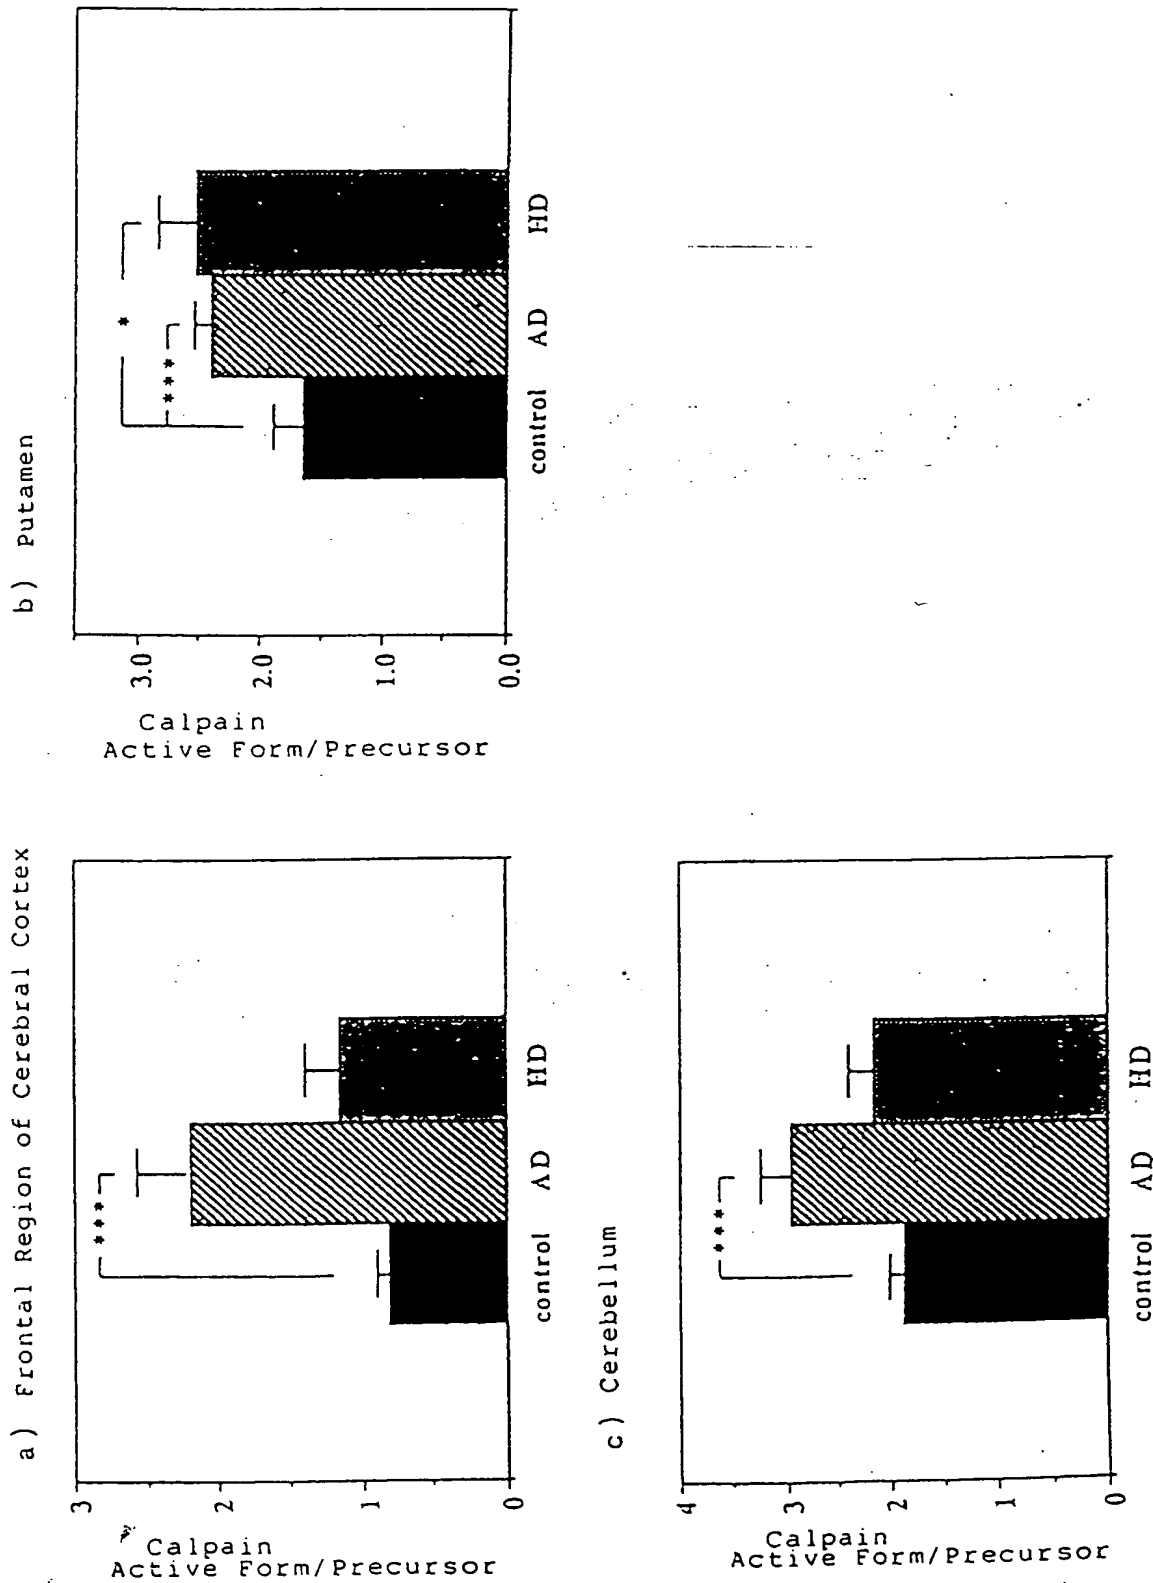 a) Frontal Region of Cerebral Cortex
Calpain
Active Form/Precursor
3
2
1
0
***
control
AD
HD
b) Putamen
Calpain
Active Form/Precursor
3.0
2.0
1.0
0.0
*
***
control
AD
HD
c) Cerebellum
Calpain
Active Form/Precursor
4
3
2
1
0
***
control
AD
HD